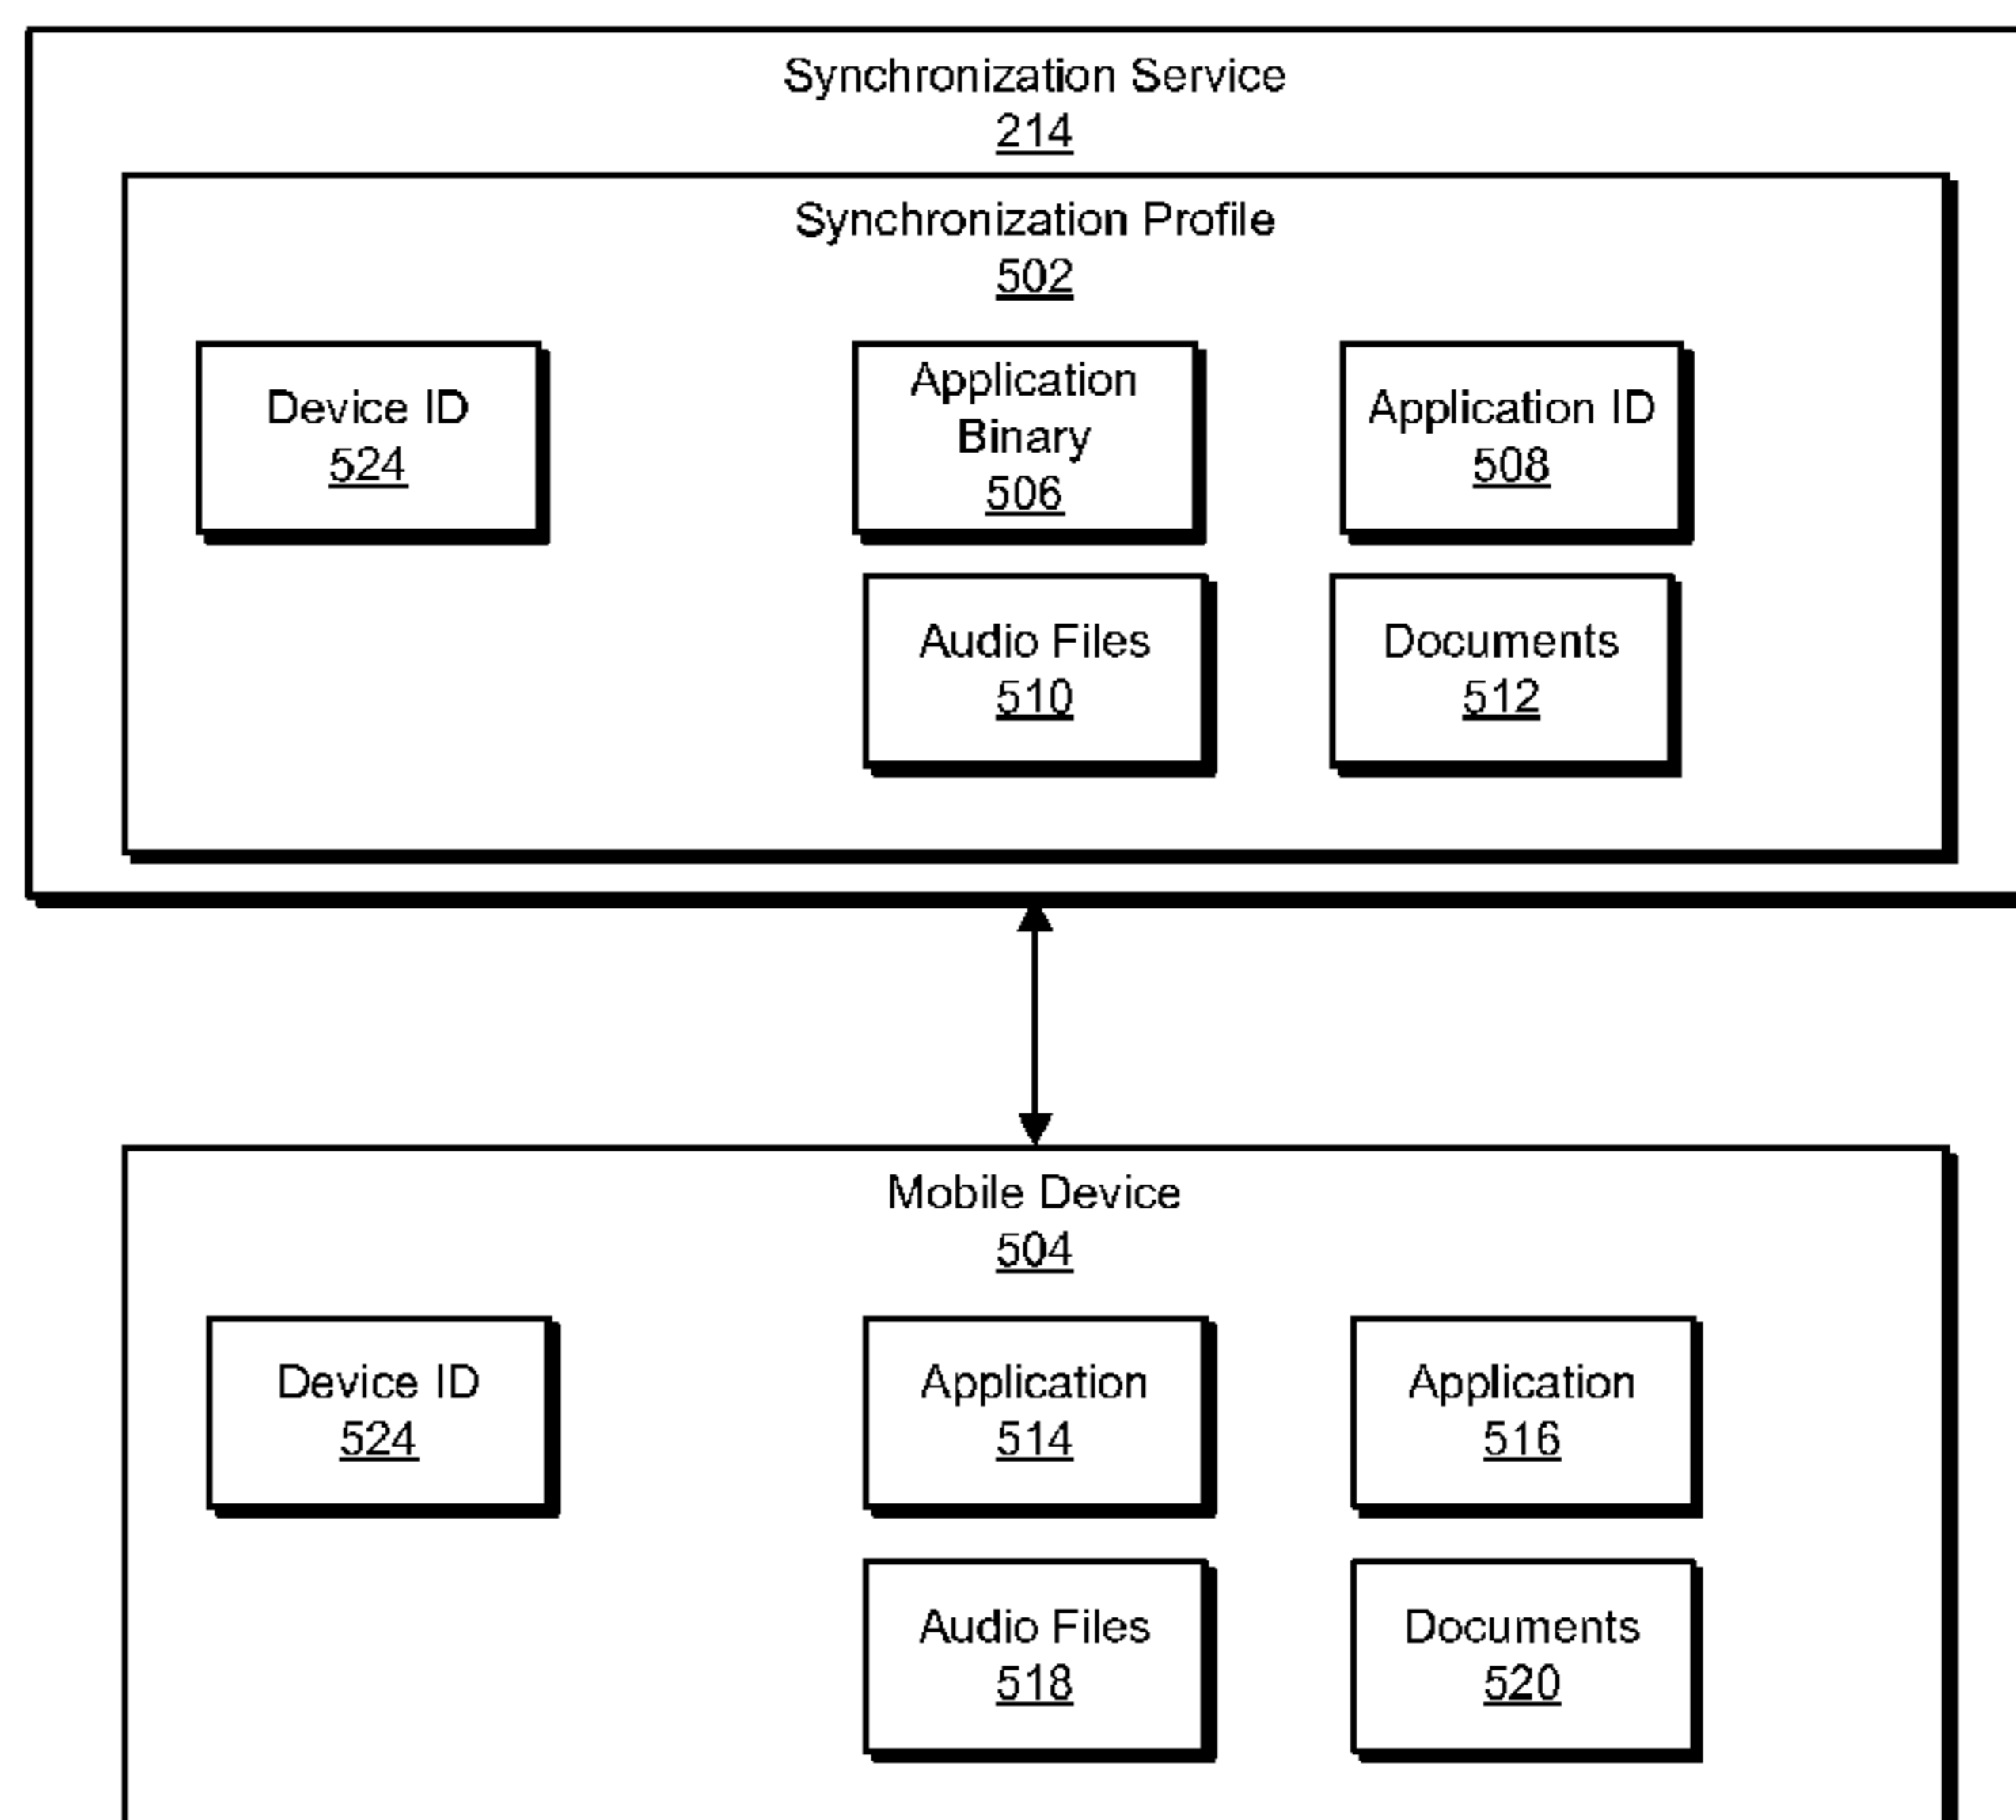 Synchronization Service
214
Synchronization Profile
502
Device ID
524
Application
Binary
506
Application ID
508
Audio Files
510
Documents
512
Mobile Device
504
Device ID
524
Application
514
Application
516
Audio Files
518
Documents
520